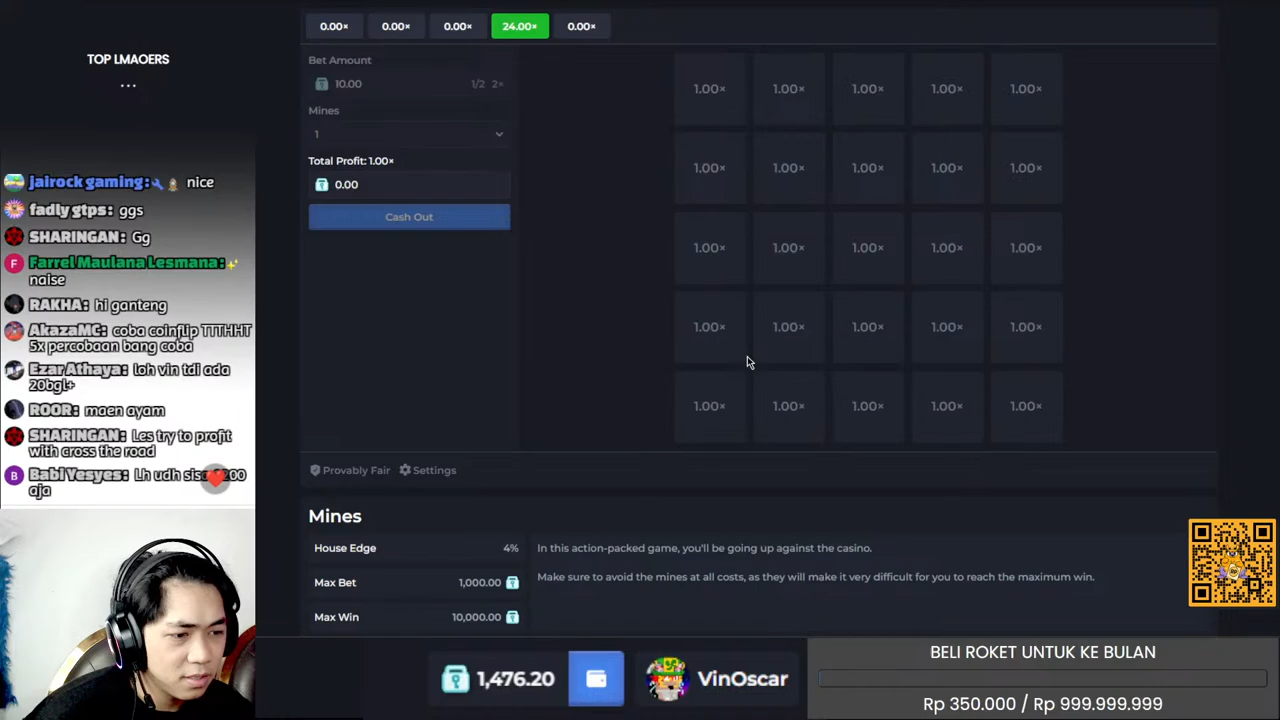 0.00×
0.00×
0.00×
24.00×
0.00×
TOP LMAOERS
...
jairock gaming: nice
fadly gtps: ggs
SHARINGAN: Gg
Farrel Maulana Lesmana:
naise
RAKHA: hi ganteng
AkazaMC: coba coinflip TTTHHT
5x percobaan bang coba
Ezar Athaya: loh vin tdi ada
20bgl+
ROOR: maen ayam
SHARINGAN: Les try to profit
with cross the road
Babi Yesyes: Lh udh sisa
aja
Bet Amount
10.00 1/2 2×
Mines
1
Total Profit: 1.00×
0.00
Cash Out
1.00× 1.00× 1.00× 1.00× 1.00×
1.00× 1.00× 1.00× 1.00× 1.00×
1.00× 1.00× 1.00× 1.00× 1.00×
1.00× 1.00× 1.00× 1.00× 1.00×
1.00× 1.00× 1.00× 1.00× 1.00×
Provably Fair Settings
Mines
House Edge 4%
Max Bet 1,000.00
Max Win 10,000.00
In this action-packed game, you'll be going up against the casino.
Make sure to avoid the mines at all costs, as they will make it very difficult for you to reach the maximum win.
1,476.20
VinOscar
BELI ROKET UNTUK KE BULAN
Rp 350.000 / Rp 999.999.999